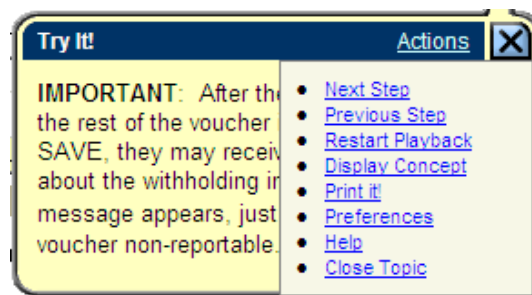 Try It! Actions
IMPORTANT: After the
the rest of the voucher
SAVE, they may receiv
about the withholding in
message appears, just
voucher non-reportable.
Next Step
Previous Step
Restart Playback
Display Concept
Print it!
Preferences
Help
Close Topic